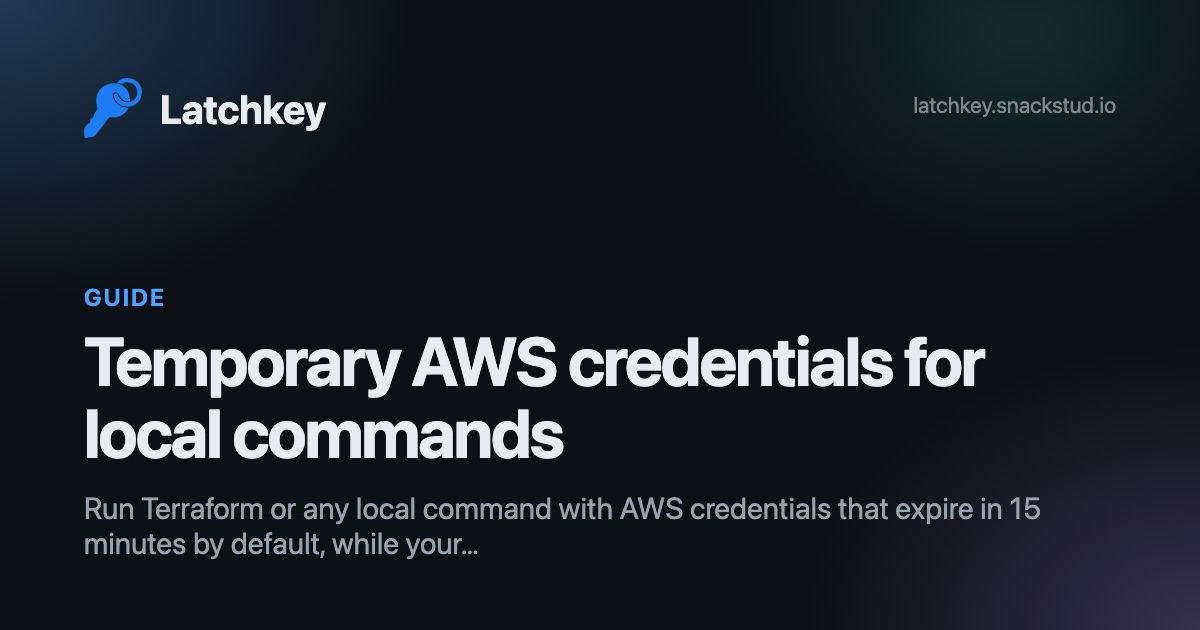 Latchkey
latchkey.snackstud.io
GUIDE
Temporary AWS credentials for
local commands
Run Terraform or any local command with AWS credentials that expire in 15
minutes by default, while your...